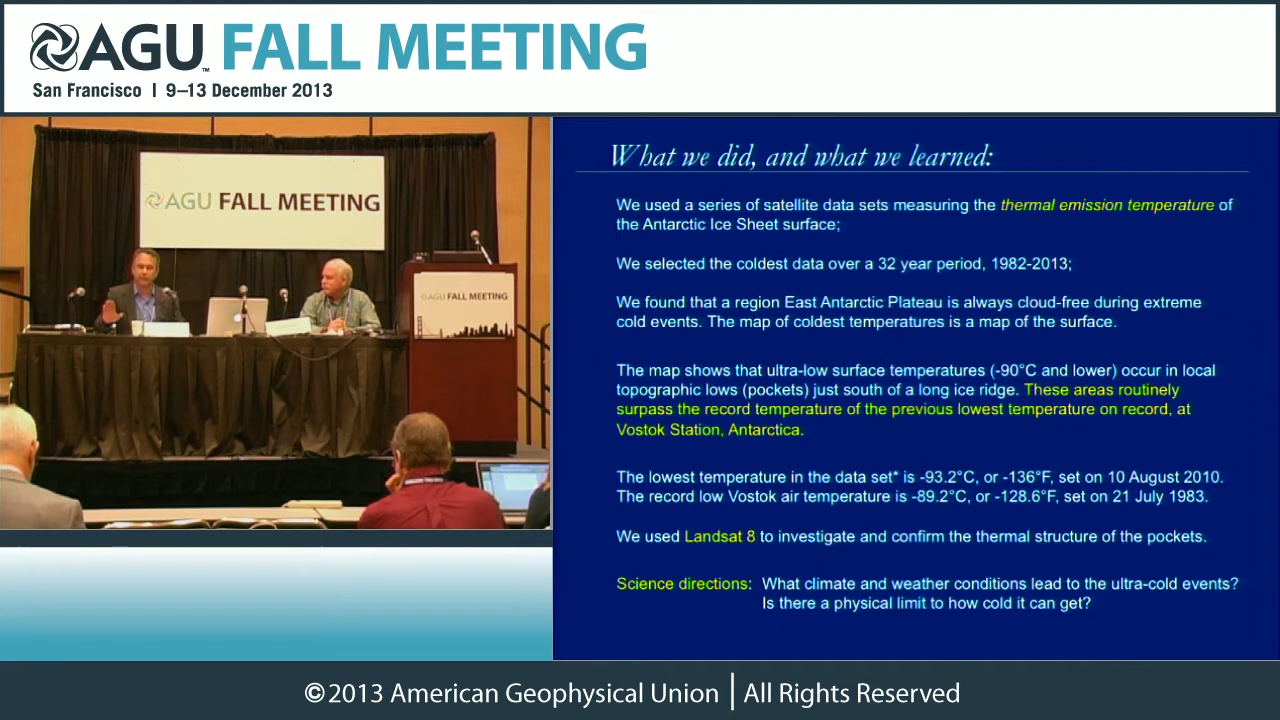 AGU™ FALL MEETING
San Francisco | 9–13 December 2013
AGU FALL MEETING
AGU FALL MEETING
What we did, and what we learned:
We used a series of satellite data sets measuring the thermal emission temperature of
the Antarctic Ice Sheet surface;
We selected the coldest data over a 32 year period, 1982-2013;
We found that a region East Antarctic Plateau is always cloud-free during extreme
cold events. The map of coldest temperatures is a map of the surface.
The map shows that ultra-low surface temperatures (-90°C and lower) occur in local
topographic lows (pockets) just south of a long ice ridge. These areas routinely
surpass the record temperature of the previous lowest temperature on record, at
Vostok Station, Antarctica.
The lowest temperature in the data set* is -93.2°C, or -136°F, set on 10 August 2010.
The record low Vostok air temperature is -89.2°C, or -128.6°F, set on 21 July 1983.
We used Landsat 8 to investigate and confirm the thermal structure of the pockets.
Science directions: What climate and weather conditions lead to the ultra-cold events?
Is there a physical limit to how cold it can get?
©2013 American Geophysical Union | All Rights Reserved